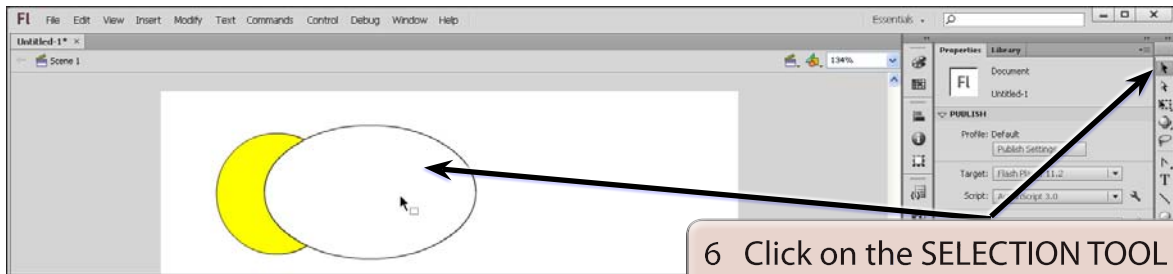 FL File Edit View Insert Modify Text Commands Control Debug Window Help Essentials
Untitled-1* ×
Scene 1 134%
Properties Library
FL Document
Untitled-1
PUBLISH
Profile: Default
Publish Settings
Target: Flash Pl 11.2
Script: ActionScript 3.0
T
6 Click on the SELECTION TOOL